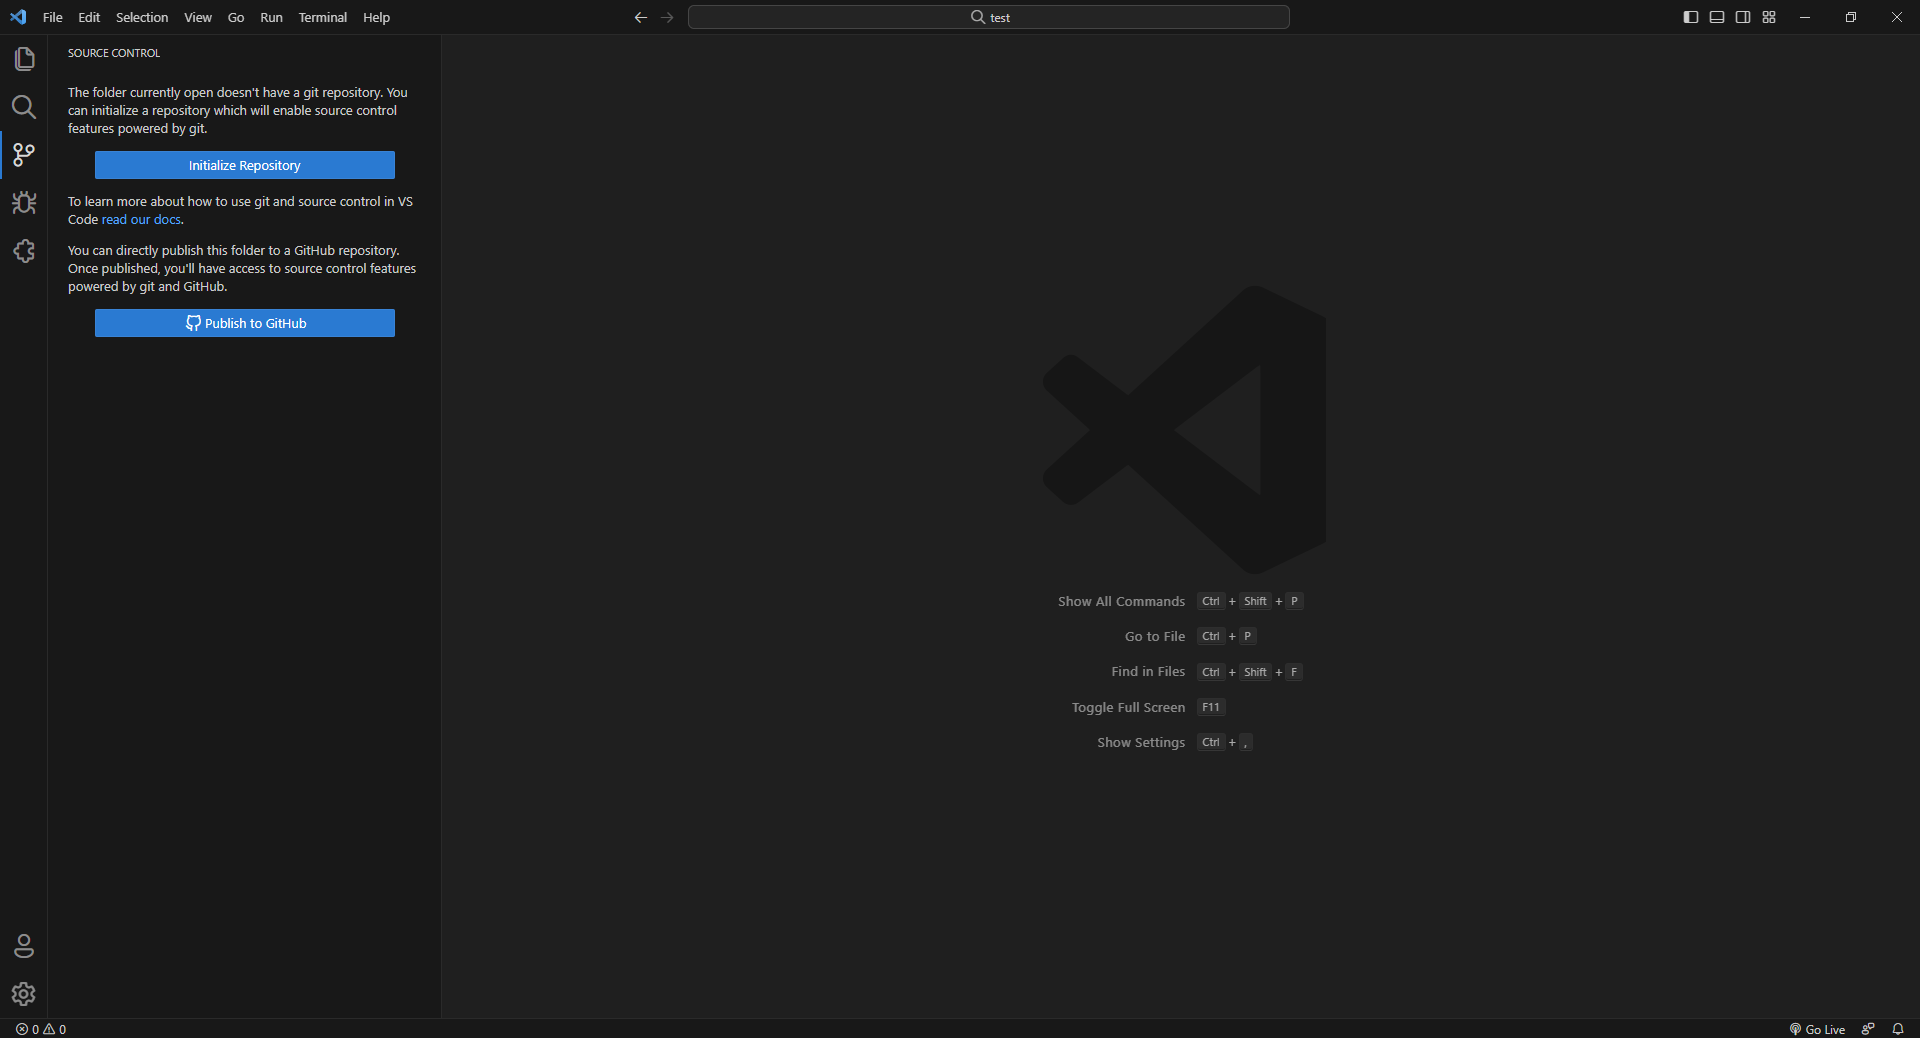 File Edit Selection View Go Run Terminal Help
test
SOURCE CONTROL
The folder currently open doesn't have a git repository. You
can initialize a repository which will enable source control
features powered by git.
Initialize Repository
To learn more about how to use git and source control in VS
Code read our docs.
You can directly publish this folder to a GitHub repository.
Once published, you'll have access to source control features
powered by git and GitHub.
Publish to GitHub
Show All Commands Ctrl + Shift + P
Go to File Ctrl + P
Find in Files Ctrl + Shift + F
Toggle Full Screen F11
Show Settings Ctrl + ,
0 0
Go Live